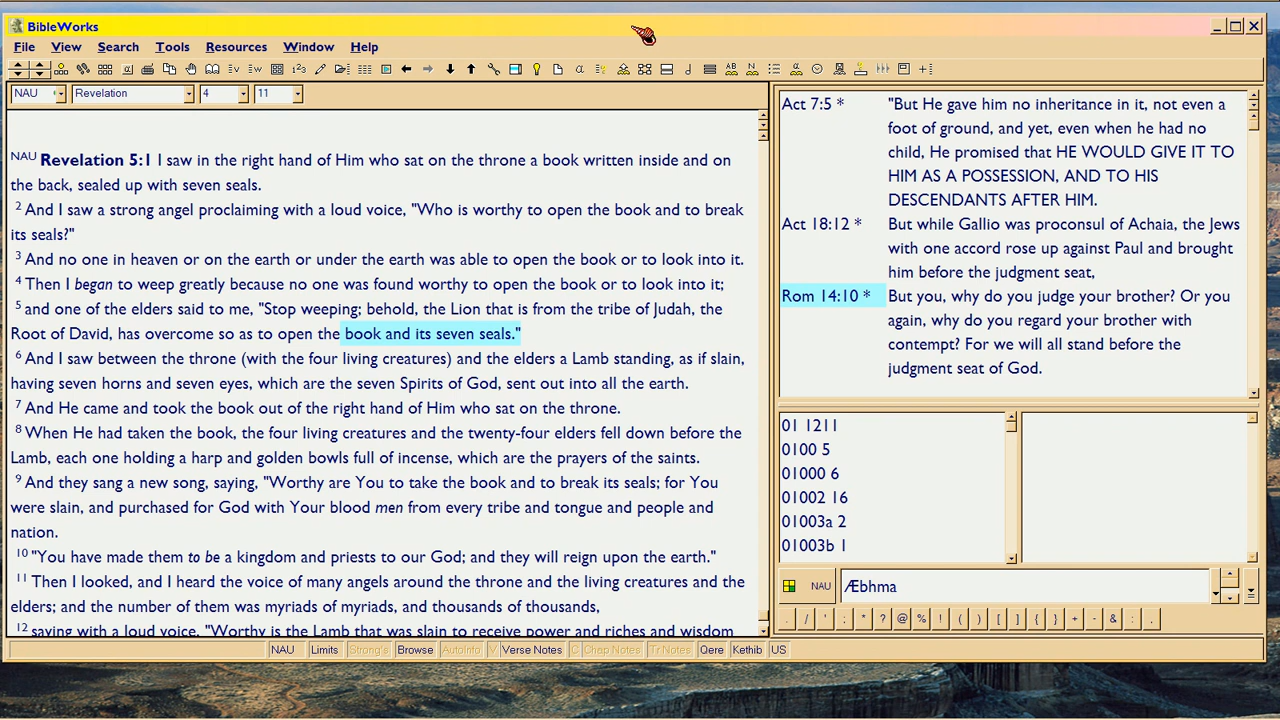 BibleWorks
File View Search Tools Resources Window Help
NAU Revelation 4 11
NAU Revelation 5:1 I saw in the right hand of Him who sat on the throne a book written inside and on
the back, sealed up with seven seals.
2 And I saw a strong angel proclaiming with a loud voice, "Who is worthy to open the book and to break
its seals?"
3 And no one in heaven or on the earth or under the earth was able to open the book or to look into it.
4 Then I began to weep greatly because no one was found worthy to open the book or to look into it;
5 and one of the elders said to me, "Stop weeping; behold, the Lion that is from the tribe of Judah, the
Root of David, has overcome so as to open the book and its seven seals."
6 And I saw between the throne (with the four living creatures) and the elders a Lamb standing, as if slain,
having seven horns and seven eyes, which are the seven Spirits of God, sent out into all the earth.
7 And He came and took the book out of the right hand of Him who sat on the throne.
8 When He had taken the book, the four living creatures and the twenty-four elders fell down before the
Lamb, each one holding a harp and golden bowls full of incense, which are the prayers of the saints.
9 And they sang a new song, saying, "Worthy are You to take the book and to break its seals; for You
were slain, and purchased for God with Your blood men from every tribe and tongue and people and
nation.
10 "You have made them to be a kingdom and priests to our God; and they will reign upon the earth."
11 Then I looked, and I heard the voice of many angels around the throne and the living creatures and the
elders; and the number of them was myriads of myriads, and thousands of thousands,
12 saying with a loud voice, "Worthy is the Lamb that was slain to receive power and riches and wisdom
Act 7:5 * "But He gave him no inheritance in it, not even a
foot of ground, and yet, even when he had no
child, He promised that HE WOULD GIVE IT TO
HIM AS A POSSESSION, AND TO HIS
DESCENDANTS AFTER HIM.
Act 18:12 * But while Gallio was proconsul of Achaia, the Jews
with one accord rose up against Paul and brought
him before the judgment seat,
Rom 14:10 * But you, why do you judge your brother? Or you
again, why do you regard your brother with
contempt? For we will all stand before the
judgment seat of God.
01 1211
0100 5
01000 6
01002 16
01003a 2
01003b 1
NAU Æbhma
. / ' ; * ? @ % ! ( ) [ ] { } + - & : ,
NAU Limits Strong's Browse AutoInfo V Verse Notes C Chap Notes Tr Notes Qere Kethib US